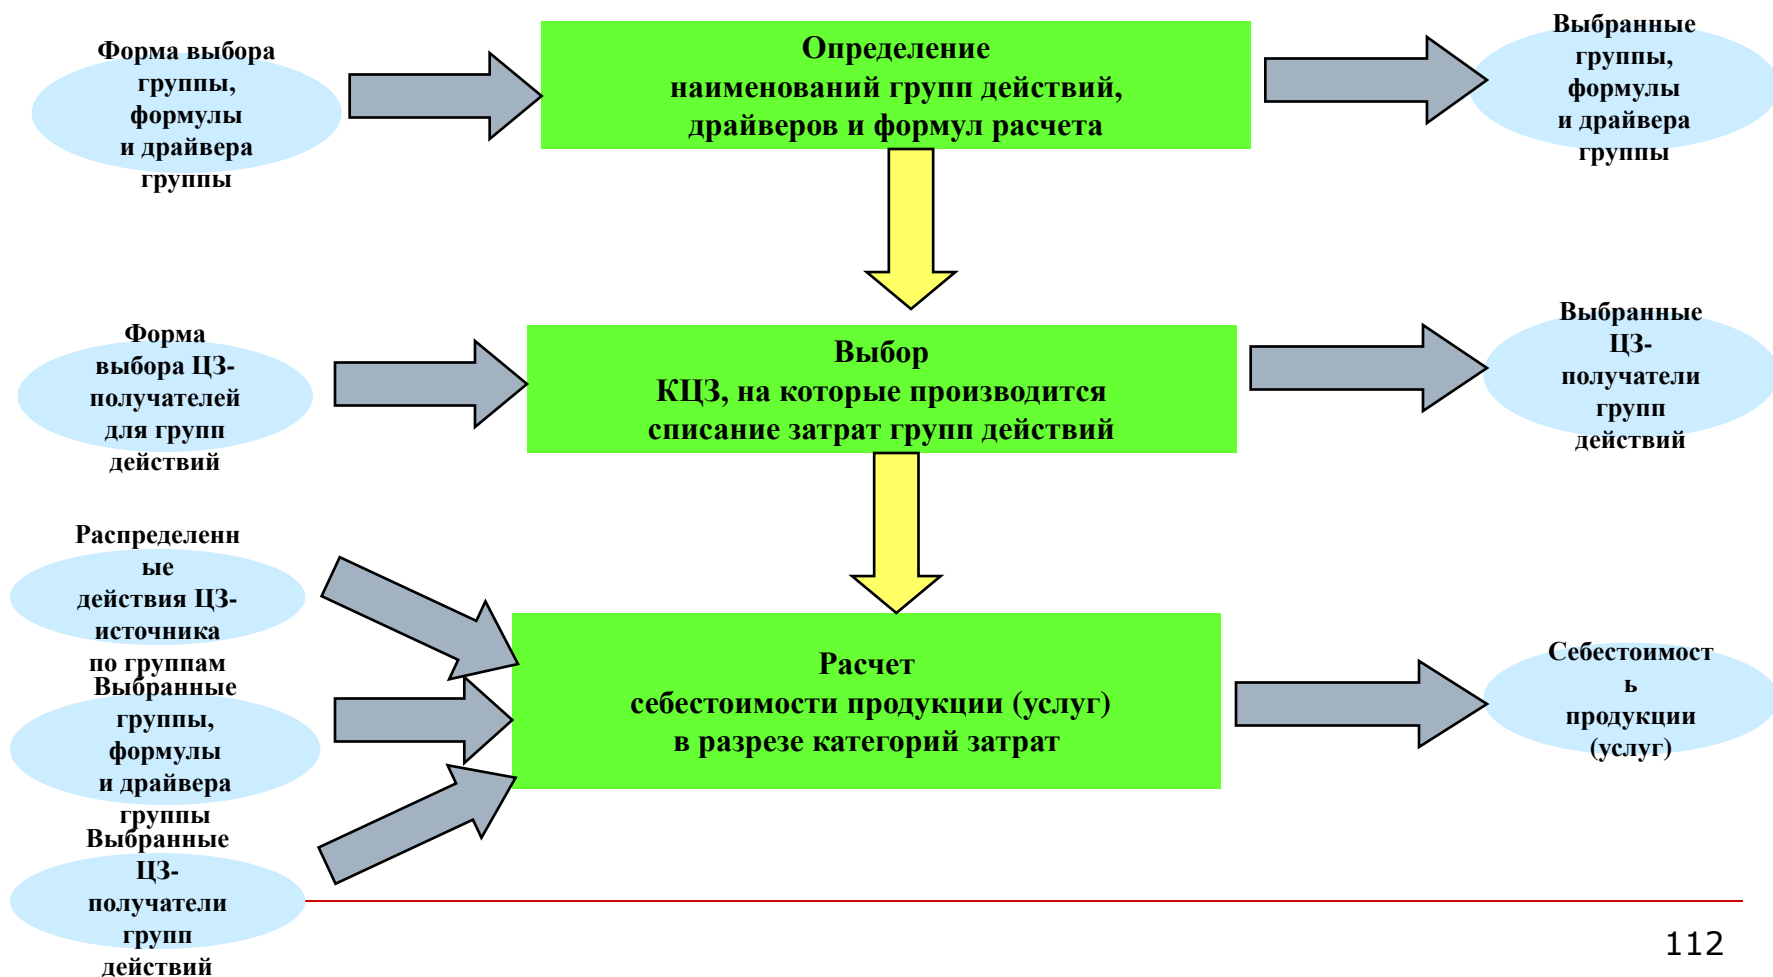 Форма выбора
группы,
формулы
и драйвера
группы
Определение
наименований групп действий,
драйверов и формул расчета
Выбранные
группы,
формулы
и драйвера
группы
Форма
выбора ЦЗ-
получателей
для групп
действий
Выбор
КЦЗ, на которые производится
списание затрат групп действий
Выбранные
ЦЗ-
получатели
групп
действий
Распределенн
ые
действия ЦЗ-
источника
по группам
Выбранные
группы,
формулы
и драйвера
группы
Выбранные
ЦЗ-
получатели
групп
действий
Расчет
себестоимости продукции (услуг)
в разрезе категорий затрат
Себестоимост
ь
продукции
(услуг)
112